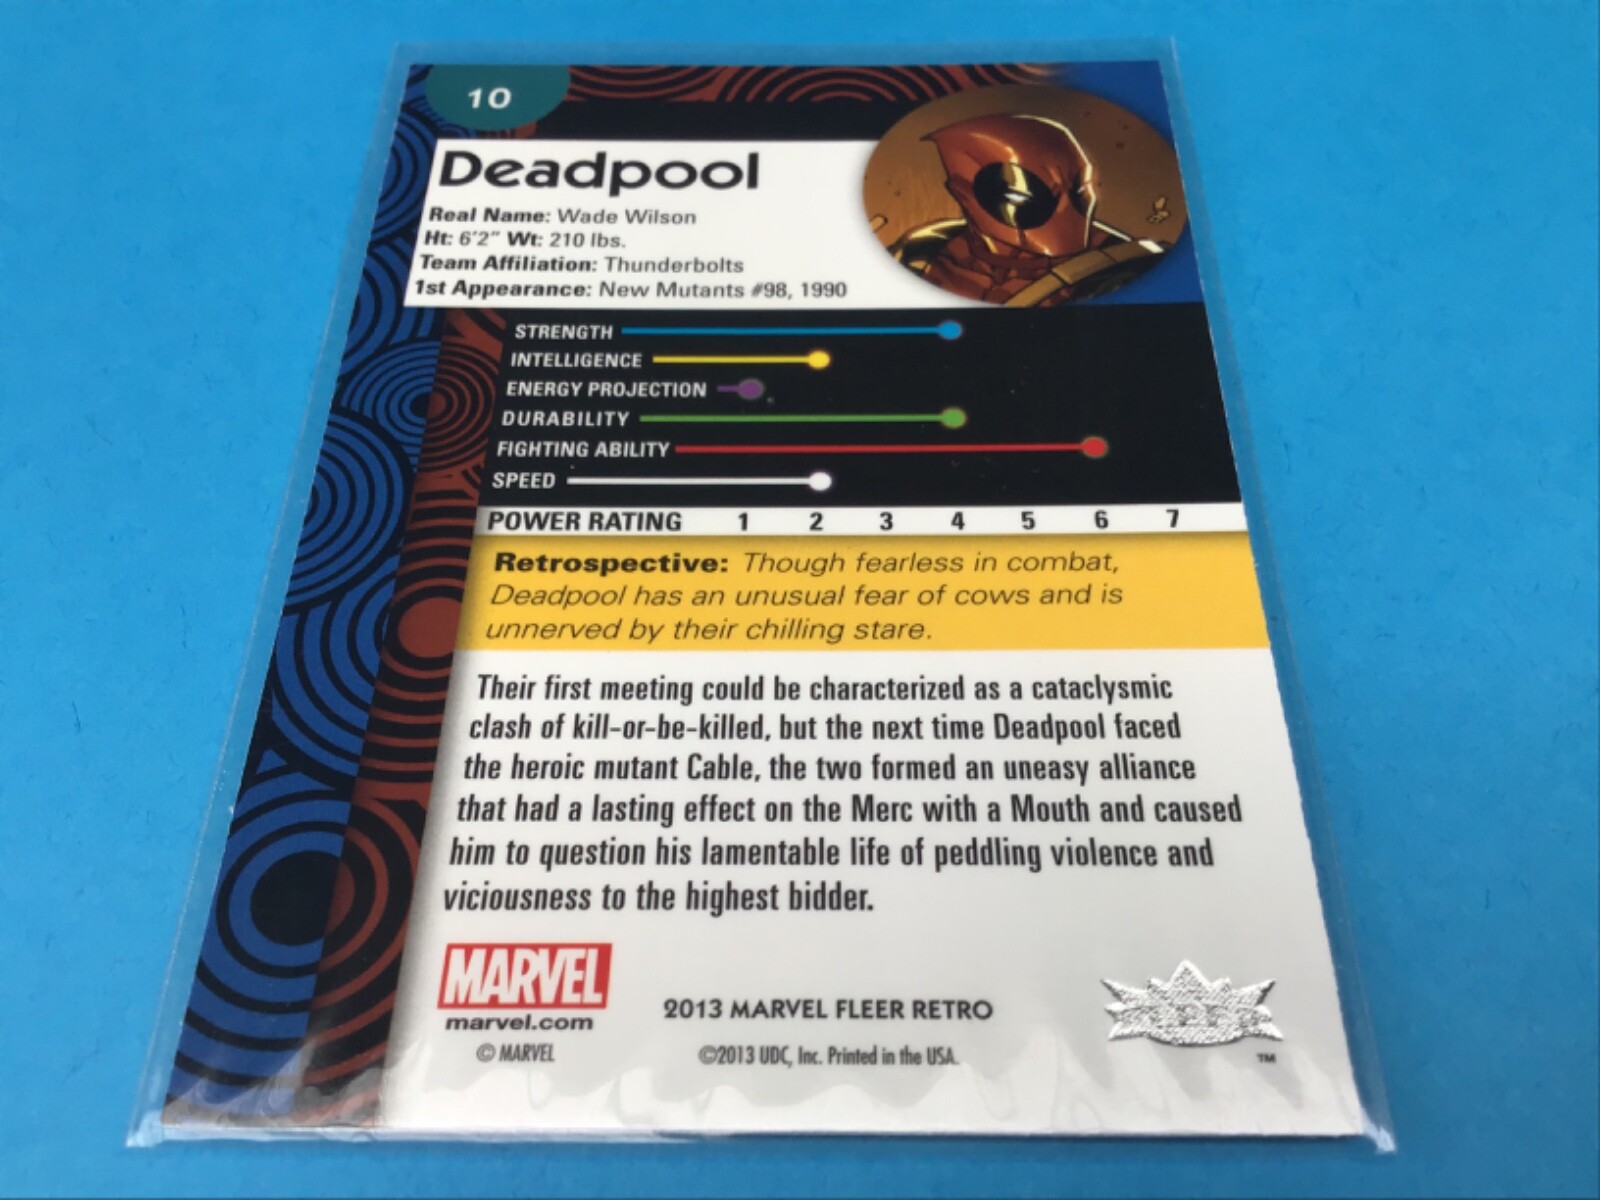 10
Deadpool
Real Name: Wade Wilson
Ht: 6'2" Wt: 210 lbs.
Team Affiliation: Thunderbolts
1st Appearance: New Mutants #98, 1990
STRENGTH
INTELLIGENCE
ENERGY PROJECTION
DURABILITY
FIGHTING ABILITY
SPEED
POWER RATING 1 2 3 4 5 6 7
Retrospective: Though fearless in combat,
Deadpool has an unusual fear of cows and is
unnerved by their chilling stare.
Their first meeting could be characterized as a cataclysmic
clash of kill-or-be-killed, but the next time Deadpool faced
the heroic mutant Cable, the two formed an uneasy alliance
that had a lasting effect on the Merc with a Mouth and caused
him to question his lamentable life of peddling violence and
viciousness to the highest bidder.
MARVEL
marvel.com
© MARVEL
2013 MARVEL FLEER RETRO
©2013 UDC, Inc. Printed in the USA.
TM